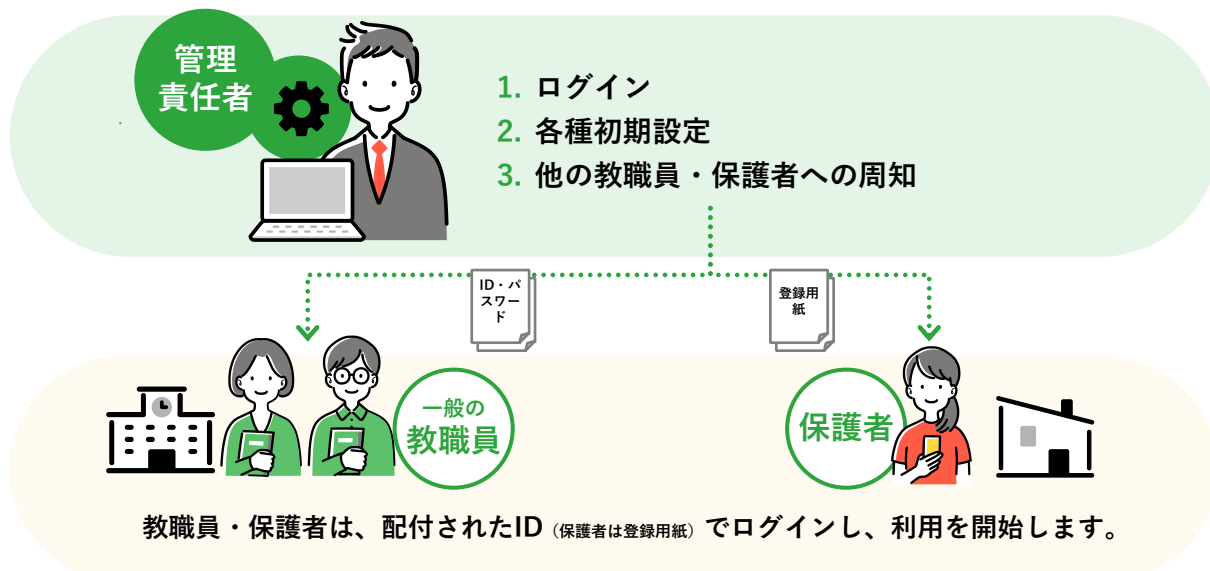 管理
責任者
1. ログイン
2. 各種初期設定
3. 他の教職員・保護者への周知
ID・パ
スワー
ド
登録用
紙
一般の
教職員
保護者
教職員・保護者は、配付されたID（保護者は登録用紙）でログインし、利用を開始します。